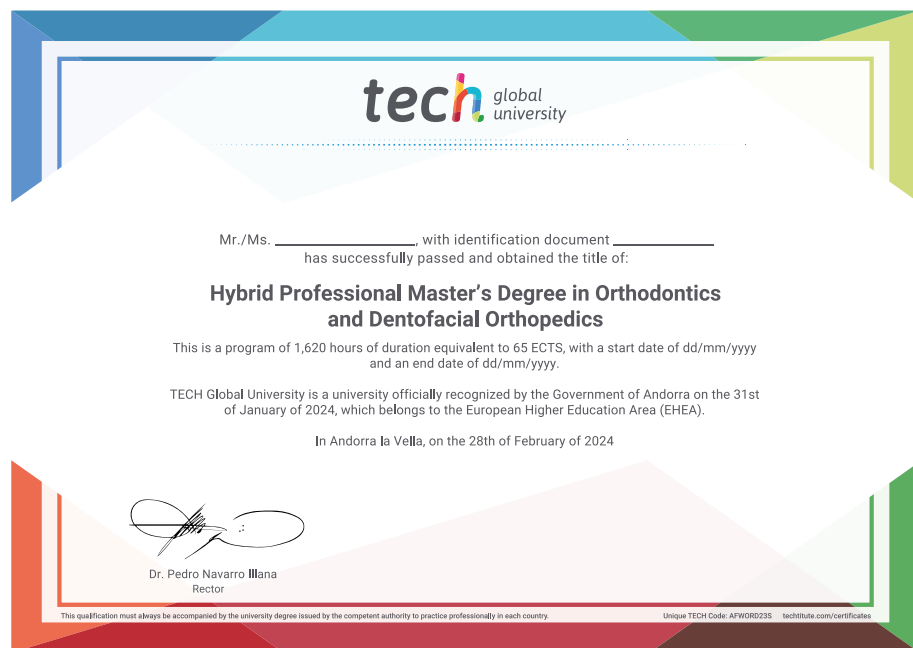 tech global university
Mr./Ms. ____________, with identification document ____________
has successfully passed and obtained the title of:
Hybrid Professional Master's Degree in Orthodontics
and Dentofacial Orthopedics
This is a program of 1,620 hours of duration equivalent to 65 ECTS, with a start date of dd/mm/yyyy
and an end date of dd/mm/yyyy.
TECH Global University is a university officially recognized by the Government of Andorra on the 31st
of January of 2024, which belongs to the European Higher Education Area (EHEA).
In Andorra la Vella, on the 28th of February of 2024
Dr. Pedro Navarro Illana
Rector
This qualification must always be accompanied by the university degree issued by the competent authority to practice professionally in each country.
Unique TECH Code: AFWORD23S techtitute.com/certificates